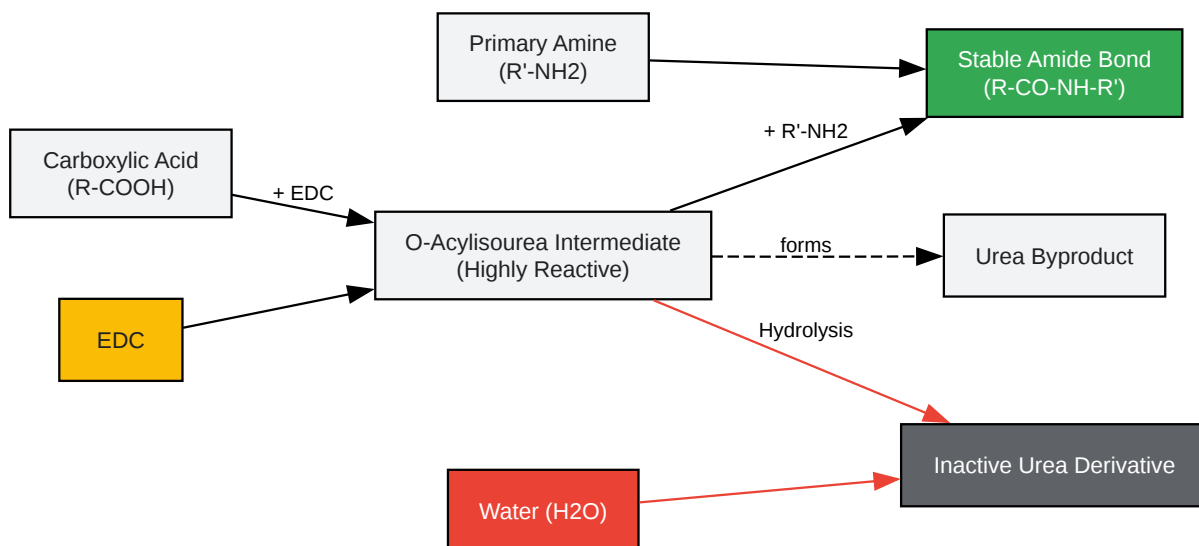 Primary Amine
(R'-NH2)
Stable Amide Bond
(R-CO-NH-R')
+ R'-NH2
Carboxylic Acid
(R-COOH)
+ EDC
O-Acylisourea Intermediate
(Highly Reactive)
forms
Urea Byproduct
EDC
Hydrolysis
Inactive Urea Derivative
Water (H2O)